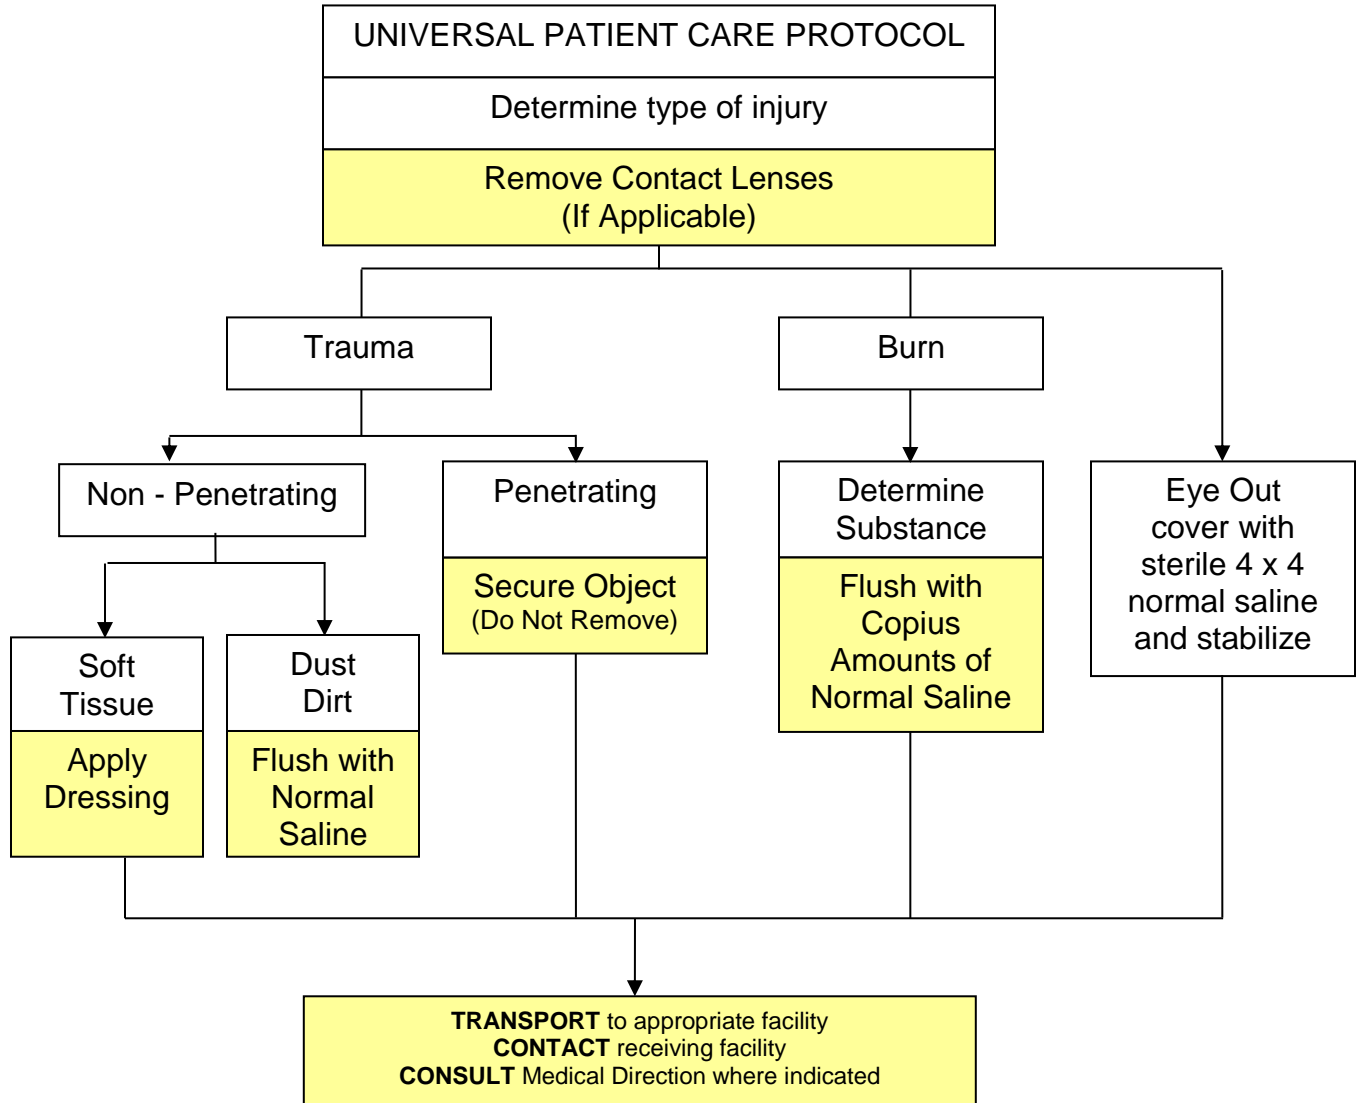 UNIVERSAL PATIENT CARE PROTOCOL
Determine type of injury
Remove Contact Lenses
(If Applicable)
Trauma
Burn
Non - Penetrating
Penetrating
Secure Object
(Do Not Remove)
Determine
Substance
Flush with
Copius
Amounts of
Normal Saline
Eye Out
cover with
sterile 4 x 4
normal saline
and stabilize
Soft
Tissue
Apply
Dressing
Dust
Dirt
Flush with
Normal
Saline
TRANSPORT to appropriate facility
CONTACT receiving facility
CONSULT Medical Direction where indicated